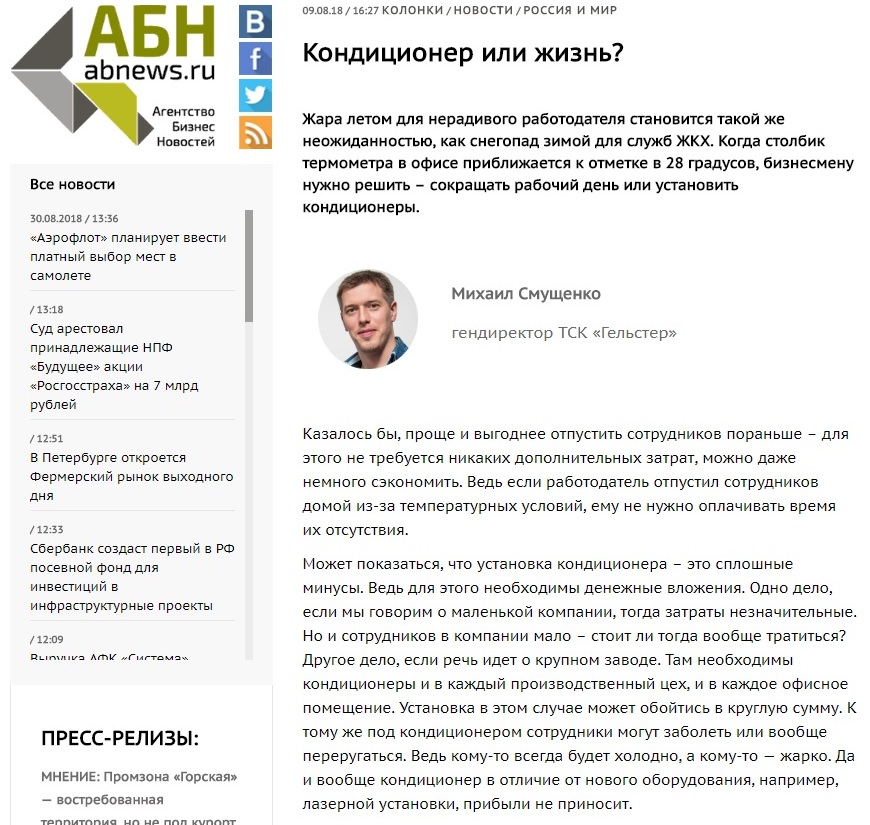 АБН
abnews.ru
Агентство
Бизнес
Новостей
Все новости
30.08.2018 / 13:36
«Аэрофлот» планирует ввести
платный выбор мест в
самолете
/ 13:18
Суд арестовал
принадлежащие НПФ
«Будущее» акции
«Росгосстраха» на 7 млрд
рублей
/ 12:51
В Петербурге откроется
Фермерский рынок выходного
дня
/ 12:33
Сбербанк создаст первый в РФ
посевной фонд для
инвестиций в
инфраструктурные проекты
/ 12:09
Выручка АФК «Система»
ПРЕСС-РЕЛИЗЫ:
МНЕНИЕ: Промзона «Горская»
— востребованная
территория, но не под курорт
09.08.18 / 16:27 КОЛОНКИ / НОВОСТИ / РОССИЯ И МИР
Кондиционер или жизнь?
Жара летом для нерадивого работодателя становится такой же
неожиданностью, как снегопад зимой для служб ЖКХ. Когда столбик
термометра в офисе приближается к отметке в 28 градусов, бизнесмену
нужно решить – сокращать рабочий день или установить
кондиционеры.
Михаил Смущенко
гендиректор ТСК «Гельстер»
Казалось бы, проще и выгоднее отпустить сотрудников пораньше – для
этого не требуется никаких дополнительных затрат, можно даже
немного сэкономить. Ведь если работодатель отпустил сотрудников
домой из-за температурных условий, ему не нужно оплачивать время
их отсутствия.
Может показаться, что установка кондиционера – это сплошные
минусы. Ведь для этого необходимы денежные вложения. Одно дело,
если мы говорим о маленькой компании, тогда затраты незначительные.
Но и сотрудников в компании мало – стоит ли тогда вообще тратиться?
Другое дело, если речь идет о крупном заводе. Там необходимы
кондиционеры и в каждый производственный цех, и в каждое офисное
помещение. Установка в этом случае может обойтись в круглую сумму. К
тому же под кондиционером сотрудники могут заболеть или вообще
переругаться. Ведь кому-то всегда будет холодно, а кому-то — жарко. Да
и вообще кондиционер в отличие от нового оборудования, например,
лазерной установки, прибыли не приносит.